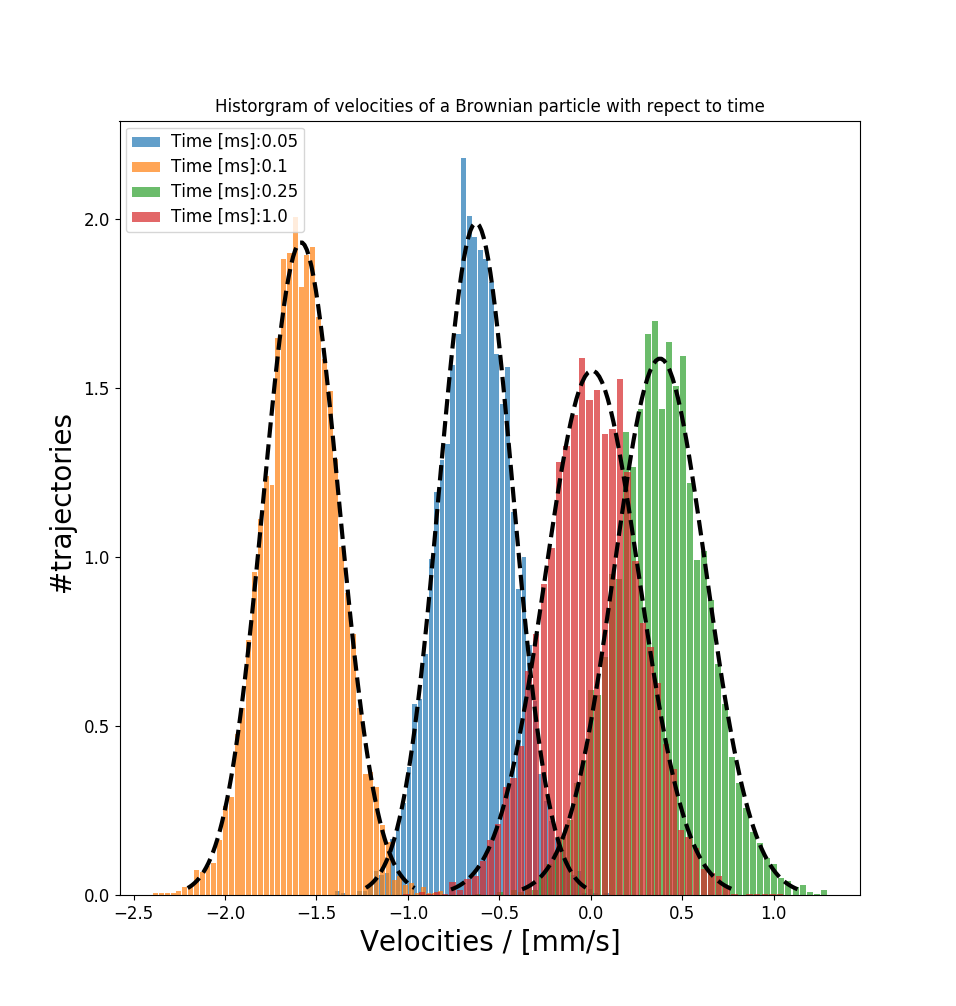 Historgram of velocities of a Brownian particle with repect to time
Time [ms]:0.05
Time [ms]:0.1
Time [ms]:0.25
Time [ms]:1.0
2.0
1.5
1.0
0.5
0.0
#trajectories
−2.5 −2.0 −1.5 −1.0 −0.5 0.0 0.5 1.0
Velocities / [mm/s]